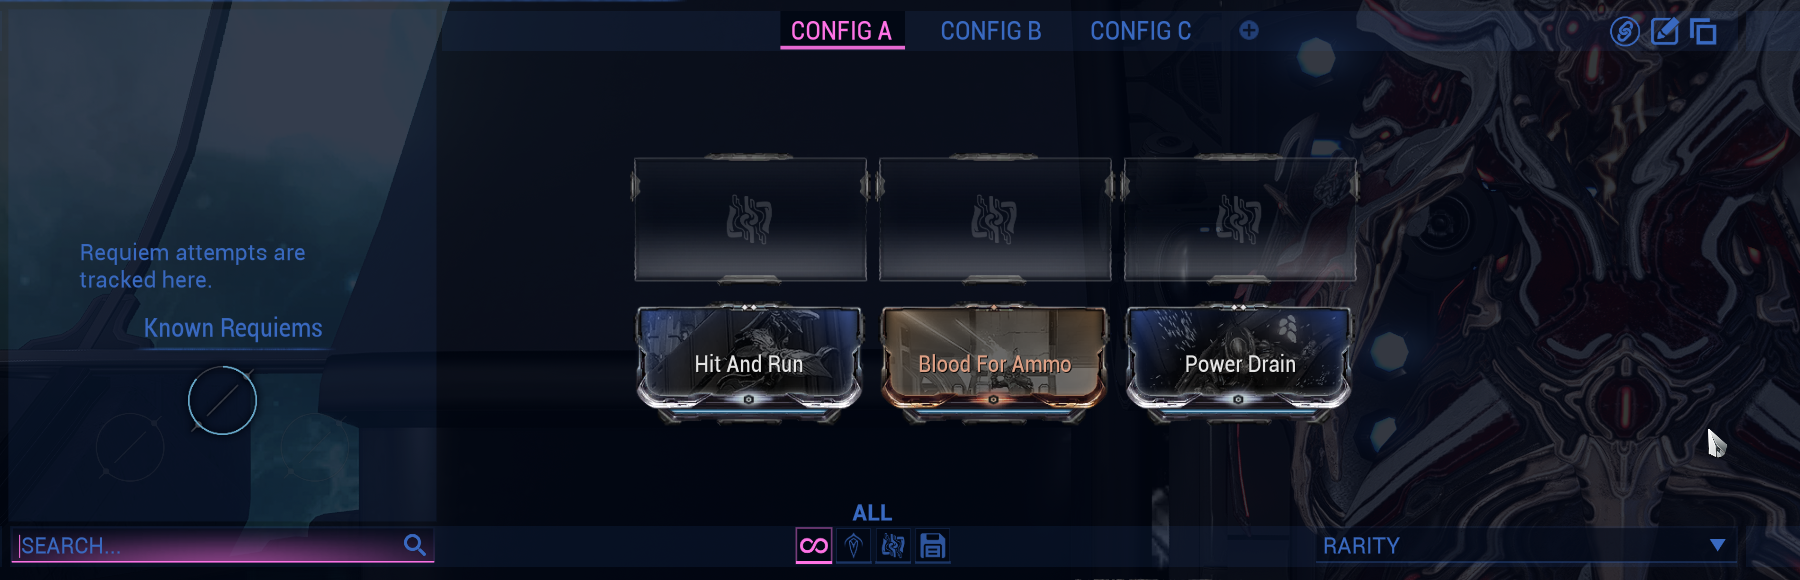 CONFIG A
CONFIG B
CONFIG C
Requiem attempts are
tracked here.
Known Requiems
Hit And Run
Blood For Ammo
Power Drain
ALL
SEARCH...
RARITY